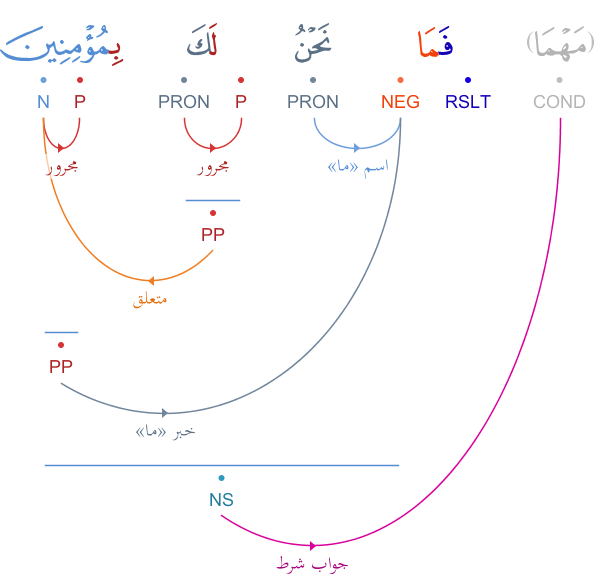 (مَهْمَا) فَمَا نَحْنُ لَكَ بِمُؤْمِنِينَ
N P PRON P PRON NEG RSLT COND
مجرور مجرور اسم «ما»
PP
متعلق
PP
خبر «ما»
NS
جواب شرط